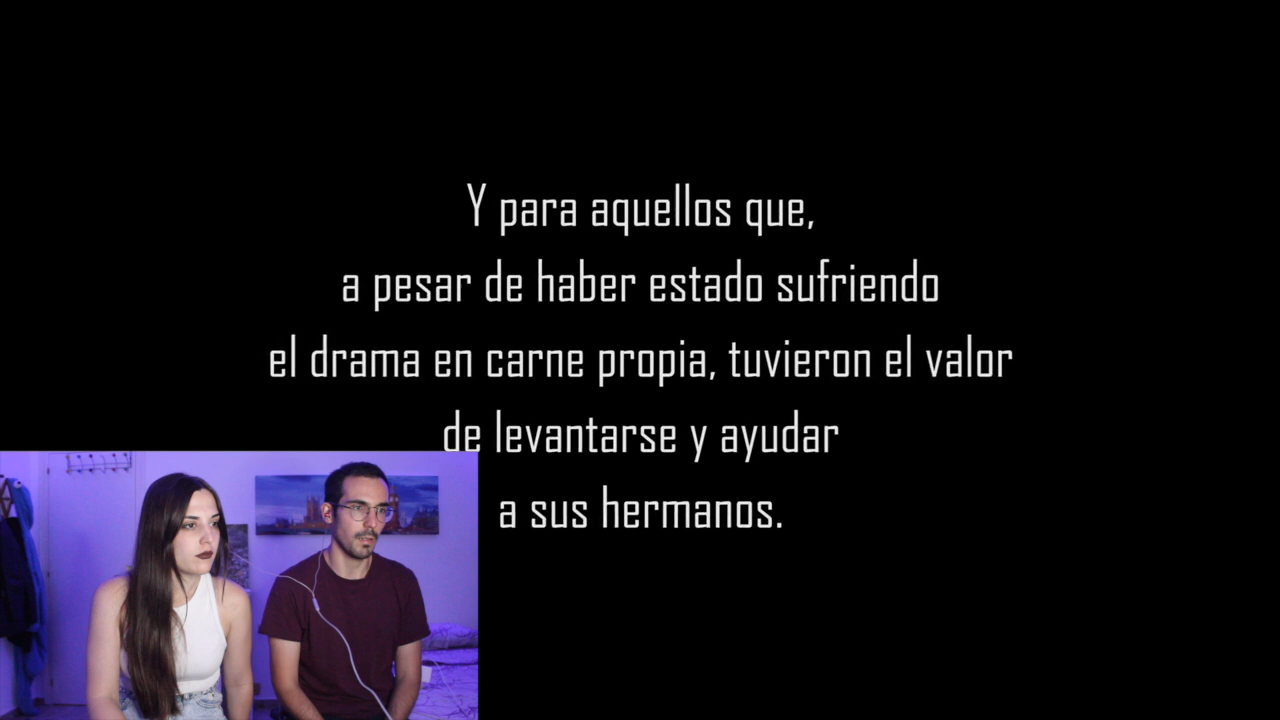 Y para aquellos que,
a pesar de haber estado sufriendo
el drama en carne propia, tuvieron el valor
de levantarse y ayudar
a sus hermanos.